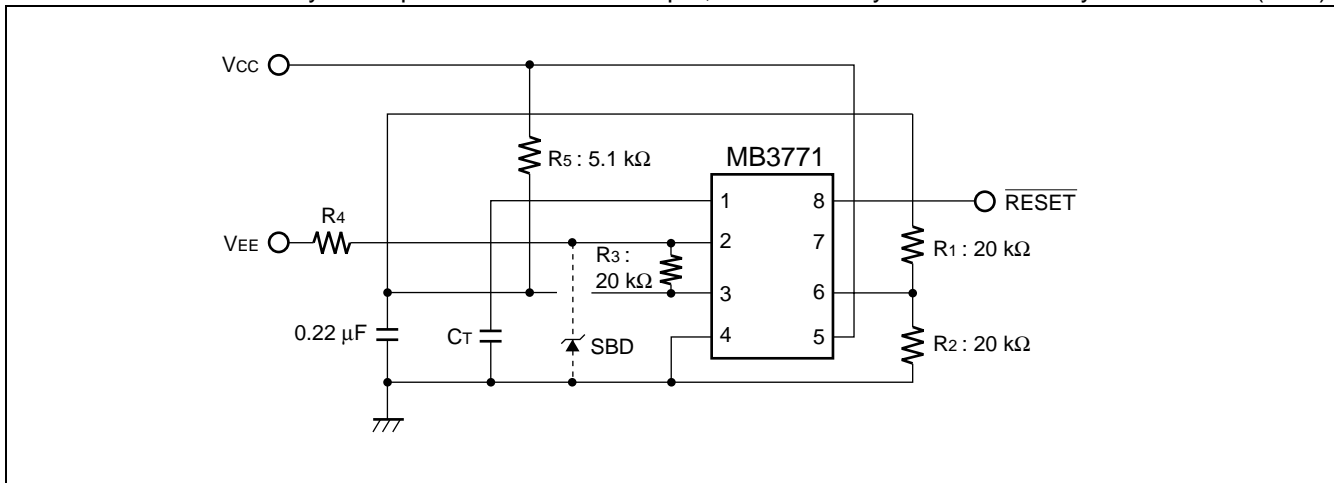 VCC
R5 : 5.1 kΩ
MB3771
1
8
RESET
R4
VEE
2
7
R1 : 20 kΩ
R3 :
20 kΩ
3
6
0.22 μF
CT
SBD
4
5
R2 : 20 kΩ